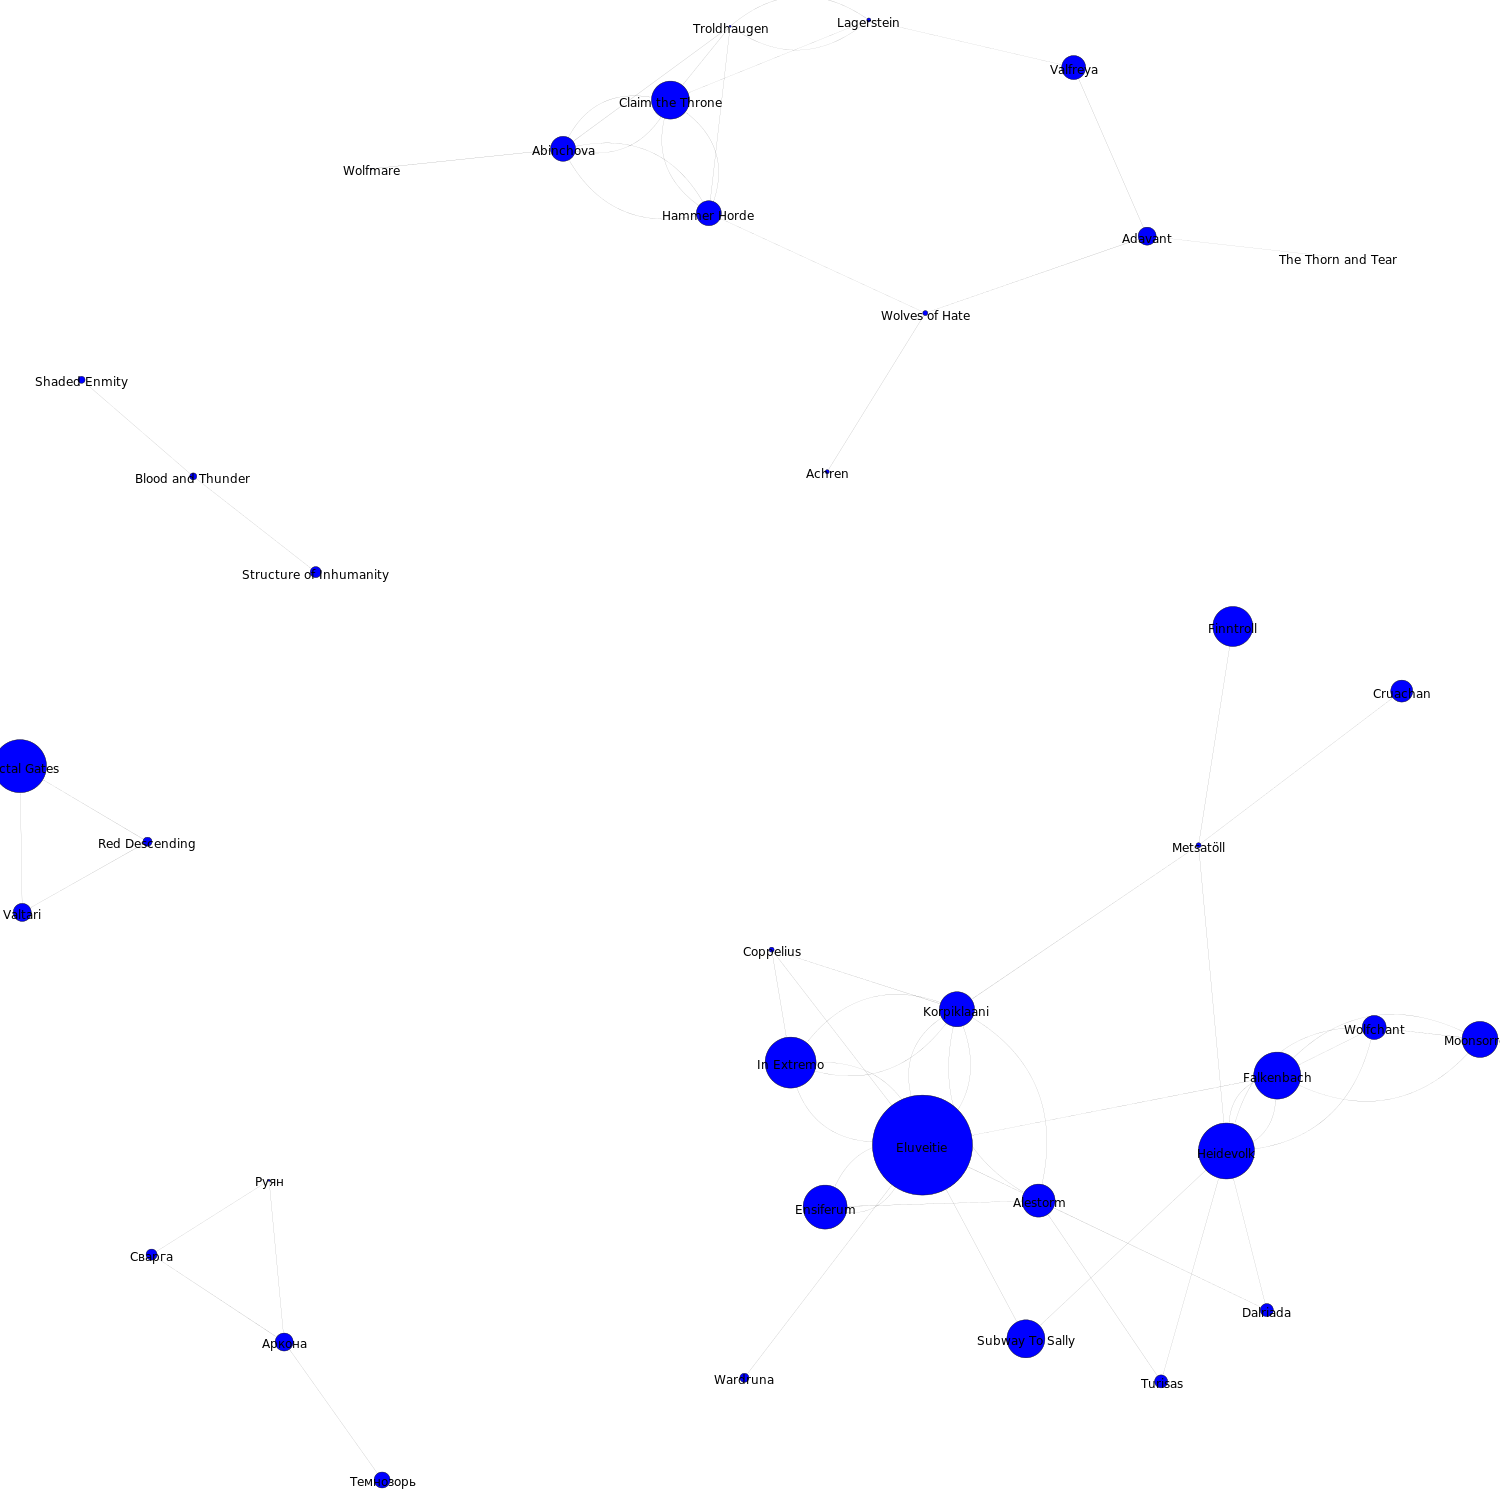 Lagerstein
Troldhaugen
Valfreya
Claim the Throne
Abinchova
Wolfmare
Hammer Horde
Adavant
The Thorn and Tear
Wolves of Hate
Shaded Enmity
Achren
Blood and Thunder
Structure of Inhumanity
Finntroll
Cruachan
ctal Gates
Red Descending
Metsatöll
Valtari
Coppelius
Korpiklaani
Wolfchant
Moonsorr
In Extremo
Falkenbach
Eluveitie
Heidevolk
Руян
Alestorm
Ensiferum
Сварга
Dalriada
Subway To Sally
Аркона
Wardruna
Turisas
Темнозорь